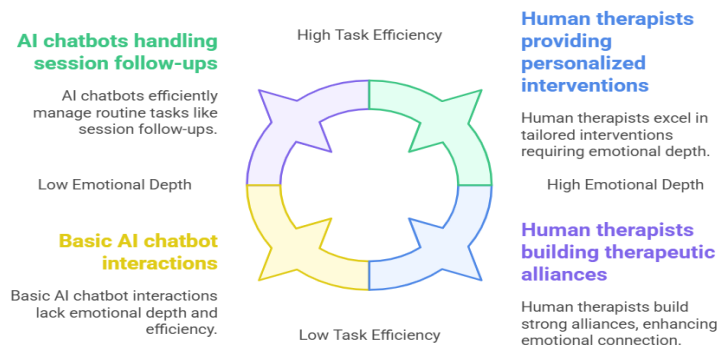 AI chatbots handling
session follow-ups
AI chatbots efficiently
manage routine tasks like
session follow-ups.
High Task Efficiency
Human therapists
providing
personalized
interventions
Human therapists excel in
tailored interventions
requiring emotional depth.
Low Emotional Depth
High Emotional Depth
Basic AI chatbot
interactions
Basic AI chatbot interactions
lack emotional depth and
efficiency.
Low Task Efficiency
Human therapists
building therapeutic
alliances
Human therapists build
strong alliances, enhancing
emotional connection.